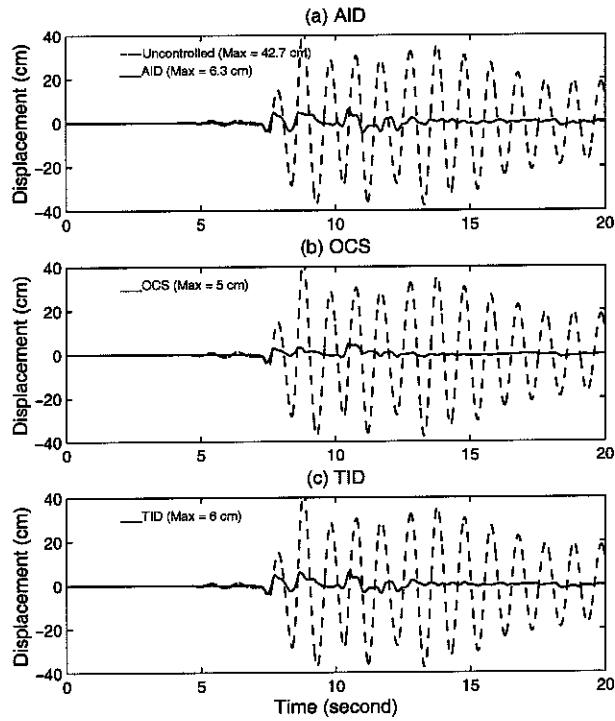 (a) AID
Displacement (cm)
40
20
0
−20
−40
Uncontrolled (Max = 42.7 cm)
AID (Max = 6.3 cm)
0 5 10 15 20
(b) OCS
Displacement (cm)
40
20
0
−20
−40
OCS (Max = 5 cm)
0 5 10 15 20
(c) TID
Displacement (cm)
40
20
0
−20
−40
TID (Max = 6 cm)
0 5 10 15 20
Time (second)